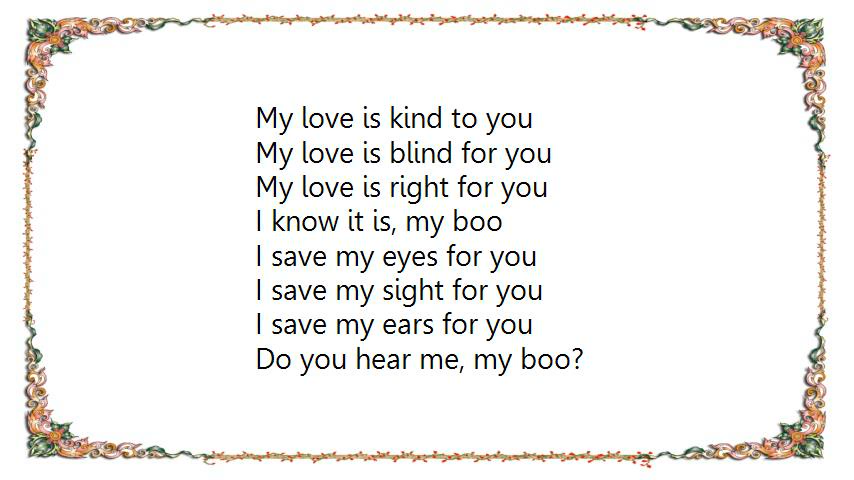 My love is kind to you
My love is blind for you
My love is right for you
I know it is, my boo
I save my eyes for you
I save my sight for you
I save my ears for you
Do you hear me, my boo?